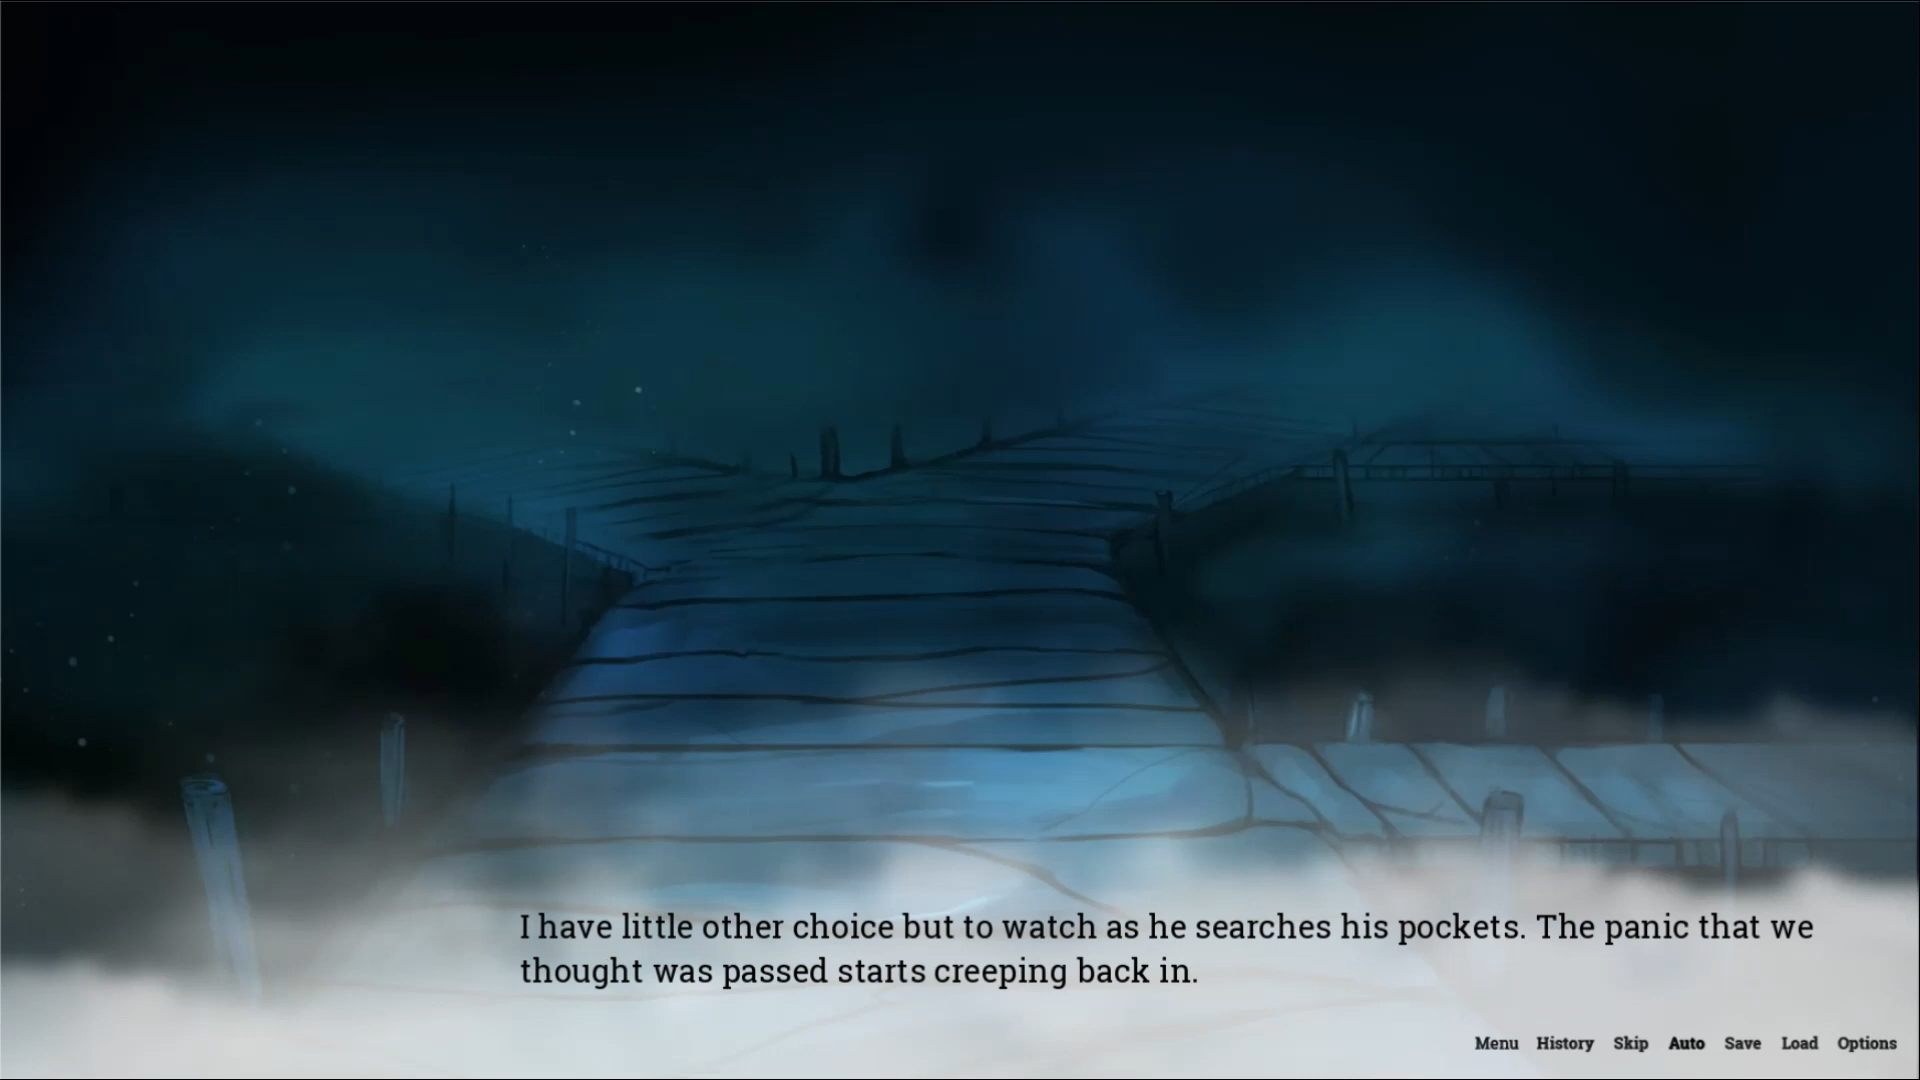 I have little other choice but to watch as he searches his pockets. The panic that we
thought was passed starts creeping back in.
Menu History Skip Auto Save Load Options